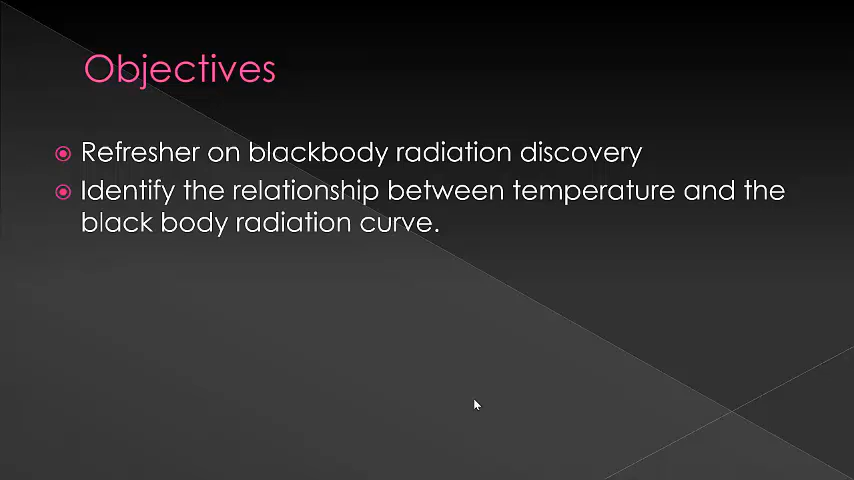 Objectives
Refresher on blackbody radiation discovery
Identify the relationship between temperature and the
black body radiation curve.